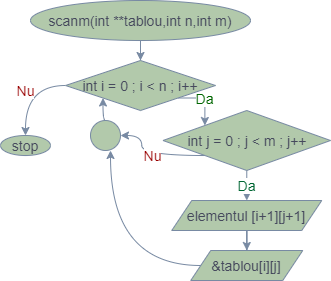 scanm(int **tablou,int n,int m)
int i = 0 ; i < n ; i++
Nu
Da
stop
int j = 0 ; j < m ; j++
Nu
Da
elementul [i+1][j+1]
&tablou[i][j]